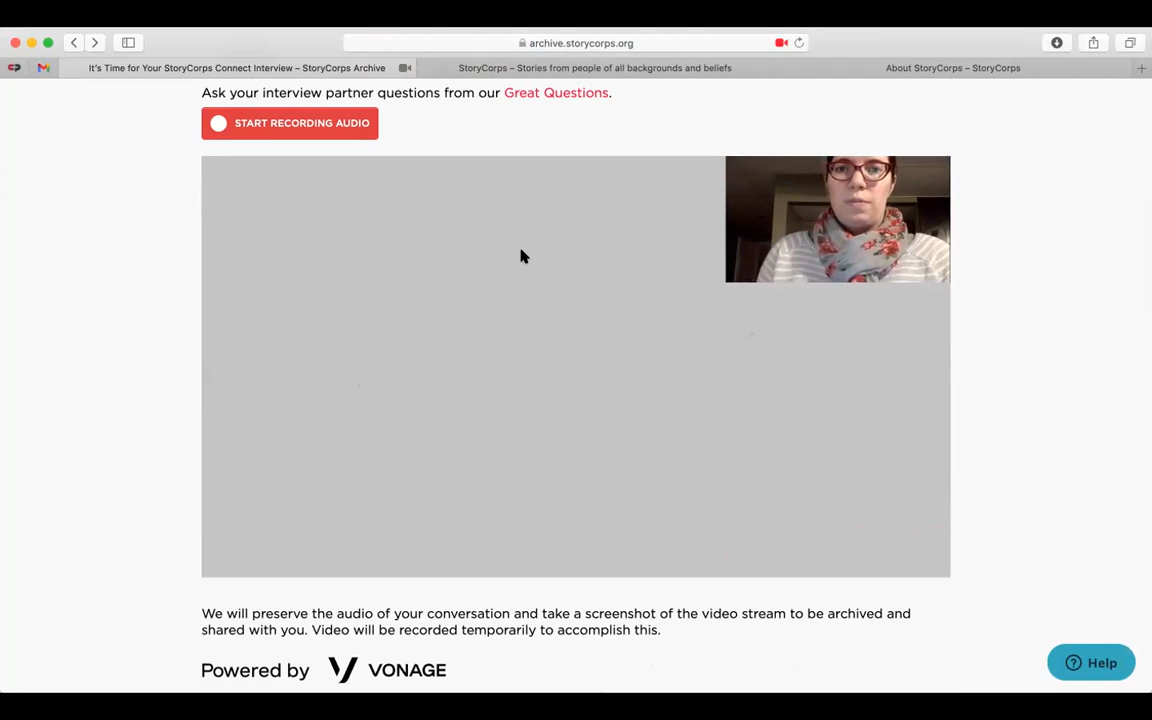 archive.storycorps.org
It's Time for Your StoryCorps Connect Interview – StoryCorps Archive
StoryCorps – Stories from people of all backgrounds and beliefs
About StoryCorps – StoryCorps
Ask your interview partner questions from our Great Questions.
START RECORDING AUDIO
We will preserve the audio of your conversation and take a screenshot of the video stream to be archived and
shared with you. Video will be recorded temporarily to accomplish this.
Powered by VONAGE
Help